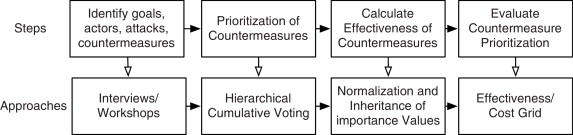 Steps
Identify goals,
actors, attacks,
countermeasures
Prioritization of
Countermeasures
Calculate
Effectiveness of
Countermeasures
Evaluate
Countermeasure
Prioritization
Approaches
Interviews/
Workshops
Hierarchical
Cumulative Voting
Normalization and
Inheritance of
importance Values
Effectiveness/
Cost Grid